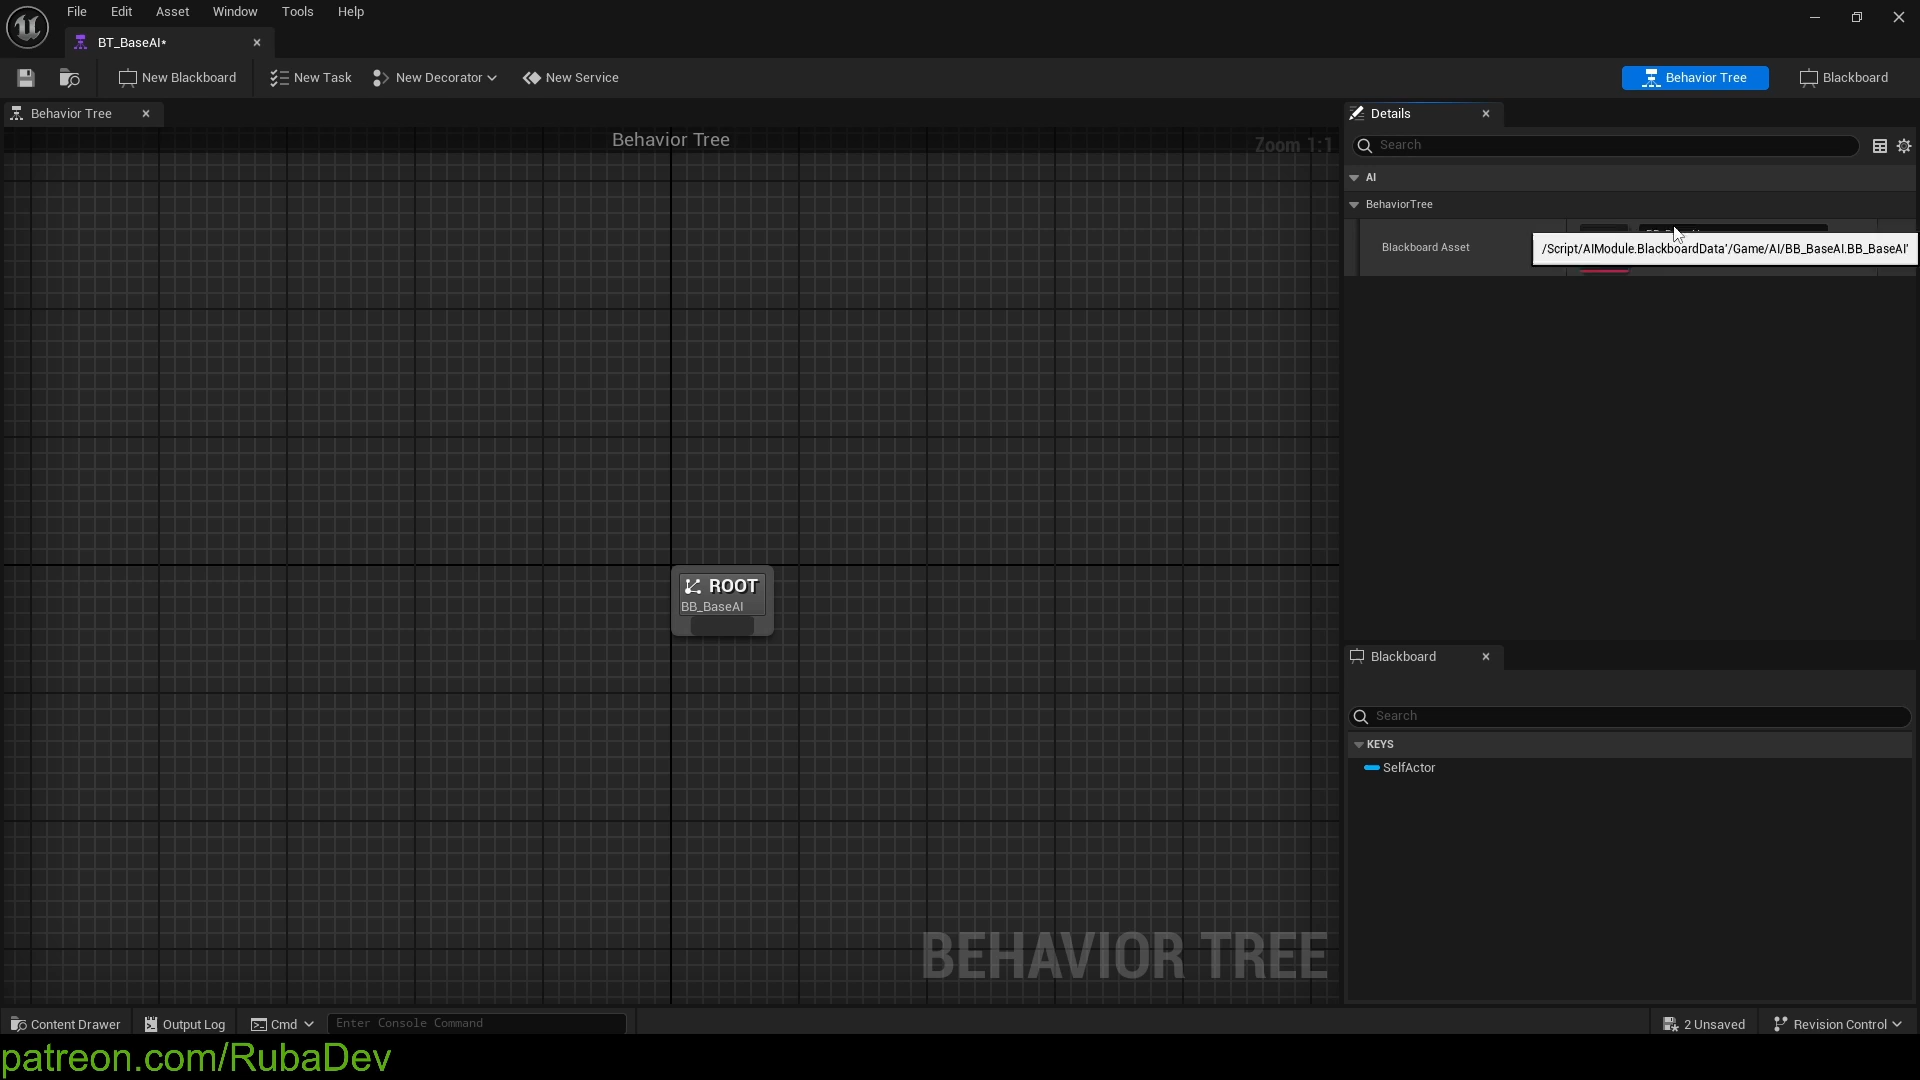 File Edit Asset Window Tools Help
BT_BaseAI*
New Blackboard New Task New Decorator New Service Behavior Tree Blackboard
Behavior Tree
Details
Behavior Tree
Zoom 1:1
Search
AI
BehaviorTree
Blackboard Asset
/Script/AIModule.BlackboardData'/Game/AI/BB_BaseAI.BB_BaseAI'
ROOT
BB_BaseAI
Blackboard
Search
KEYS
SelfActor
BEHAVIOR TREE
Content Drawer Output Log Cmd Enter Console Command 2 Unsaved Revision Control
patreon.com/RubaDev